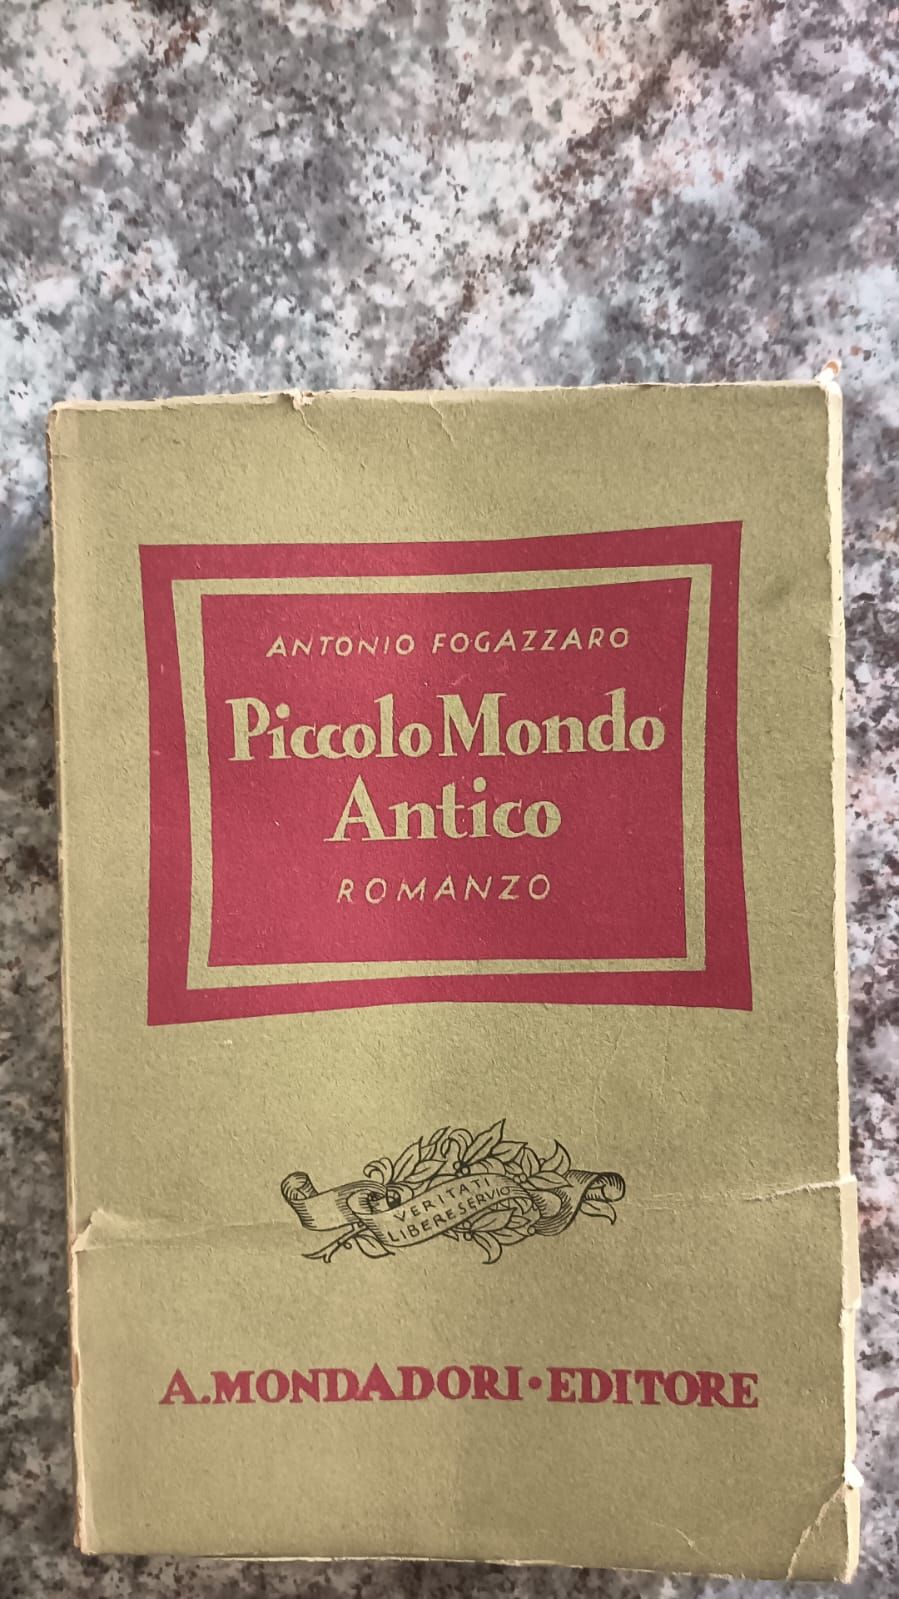 ANTONIO FOGAZZARO
Piccolo Mondo
Antico
ROMANZO
VERITATI
LIBERE SERVIO
A. MONDADORI · EDITORE